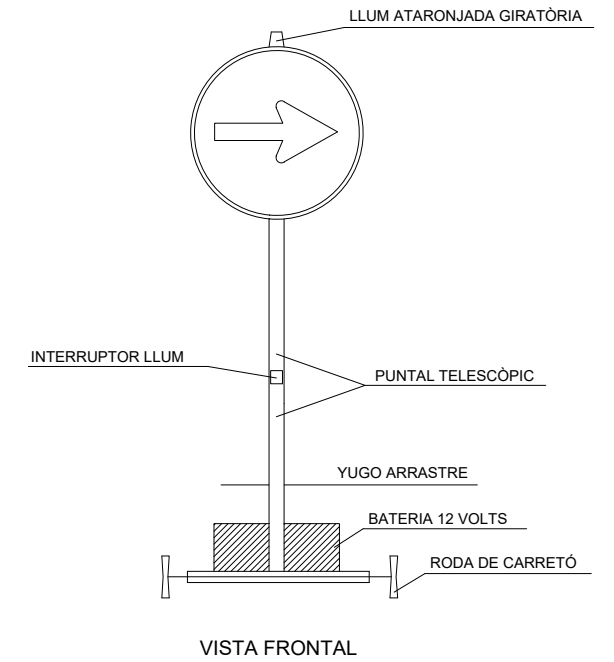 LLUM ATARONJADA GIRATÒRIA
INTERRUPTOR LLUM
PUNTAL TELESCÒPIC
YUGO ARRASTRE
BATERIA 12 VOLTS
RODA DE CARRETÓ
VISTA FRONTAL